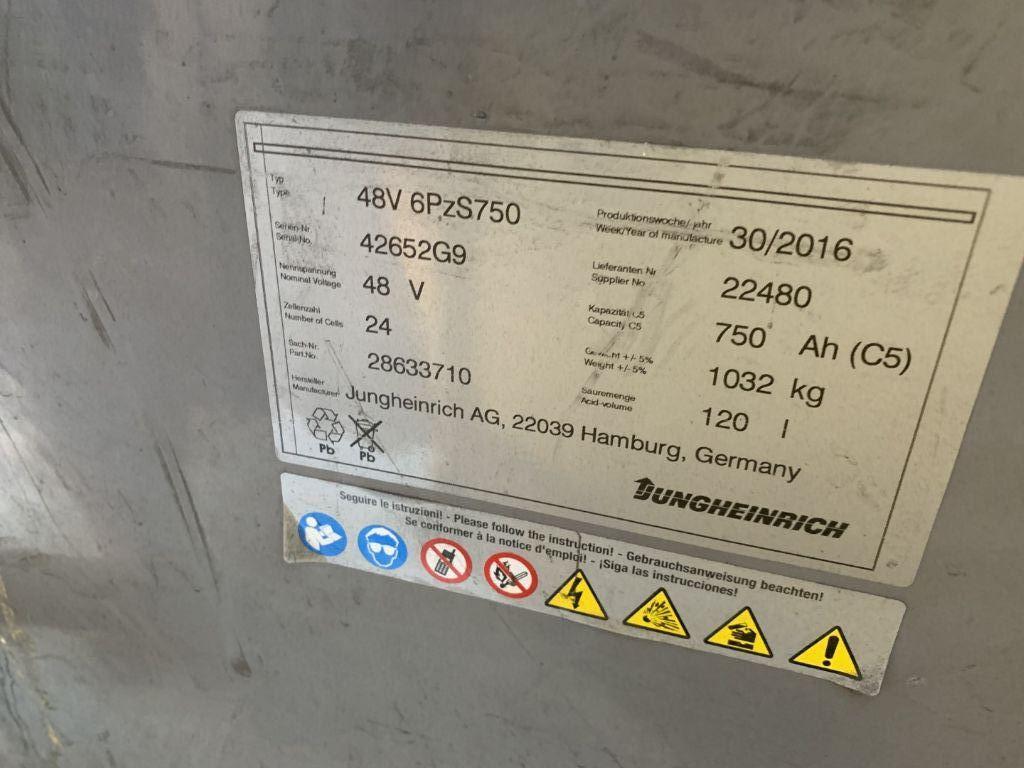 Typ
Type
48V 6PzS750
Produktionswoche/ jahr
Week/Year of manufacture
30/2016
Serien-Nr.
Serial-No.
42652G9
Lieferanten Nr
Supplier No
22480
Nennspannung
Nominal Voltage
48 V
Kapazität C5
Capacity C5
750 Ah (C5)
Zellenzahl
Number of Cells
24
+/- 5%
Weight +/- 5%
1032 kg
Sach-Nr.
Part.No.
28633710
Säuremenge
Acid-volume
120 l
Hersteller
Manufacturer
Jungheinrich AG, 22039 Hamburg, Germany
Pb
Pb
JUNGHEINRICH
Seguire le istruzioni! - Please follow the instruction! - Gebrauchsanweisung beachten!
Se conformer à la notice d'emploi! - ¡Siga las instrucciones!